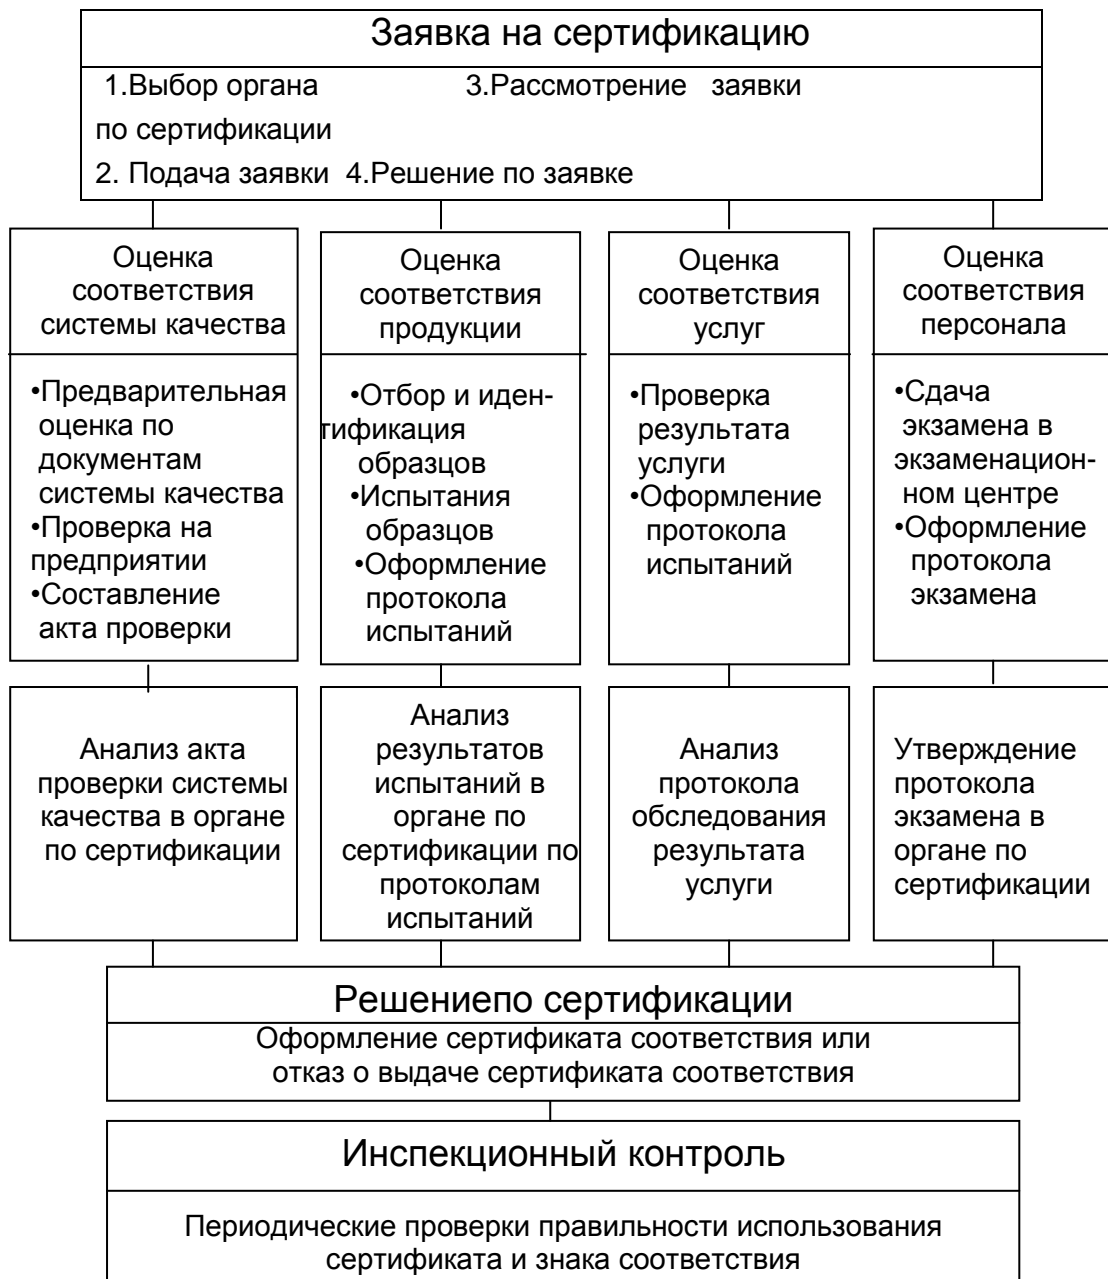 Заявка на сертификацию
1.Выбор органа 3.Рассмотрение заявки
по сертификации
2. Подача заявки 4.Решение по заявке
Оценка
соответствия
системы качества
•Предварительная
оценка по
документам
системы качества
•Проверка на
предприятии
•Составление
акта проверки
Анализ акта
проверки системы
качества в органе
по сертификации
Оценка
соответствия
продукции
•Отбор и иден-
тификация
образцов
•Испытания
образцов
•Оформление
протокола
испытаний
Анализ
результатов
испытаний в
органе по
сертификации по
протоколам
испытаний
Оценка
соответствия
услуг
•Проверка
результата
услуги
•Оформление
протокола
испытаний
Анализ
протокола
обследования
результата
услуги
Оценка
соответствия
персонала
•Сдача
экзамена в
экзаменацион-
ном центре
•Оформление
протокола
экзамена
Утверждение
протокола
экзамена в
органе по
сертификации
Решениепо сертификации
Оформление сертификата соответствия или
отказ о выдаче сертификата соответствия
Инспекционный контроль
Периодические проверки правильности использования
сертификата и знака соответствия